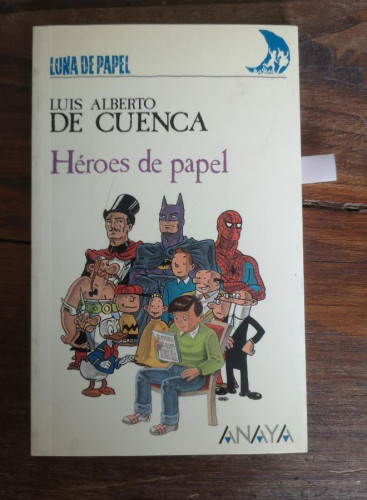 LUNA DE PAPEL
LUIS ALBERTO
DE CUENCA
Héroes de papel
ANAYA